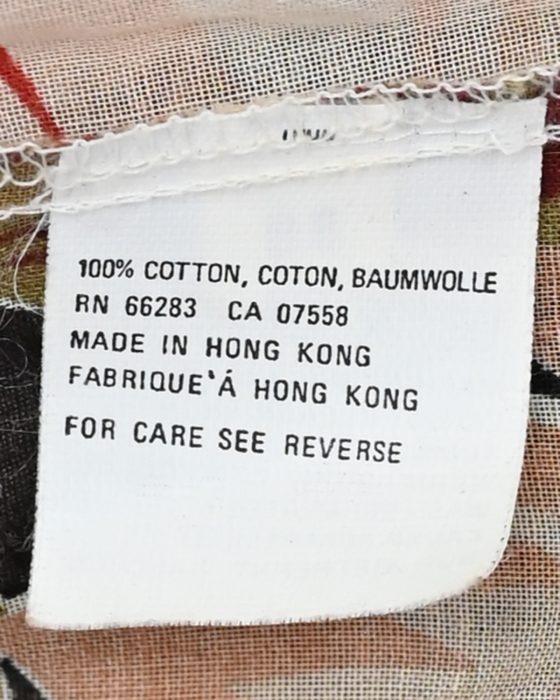 100% COTTON, COTON, BAUMWOLLE
RN 66283 CA 07558
MADE IN HONG KONG
FABRIQUE`Á HONG KONG
FOR CARE SEE REVERSE